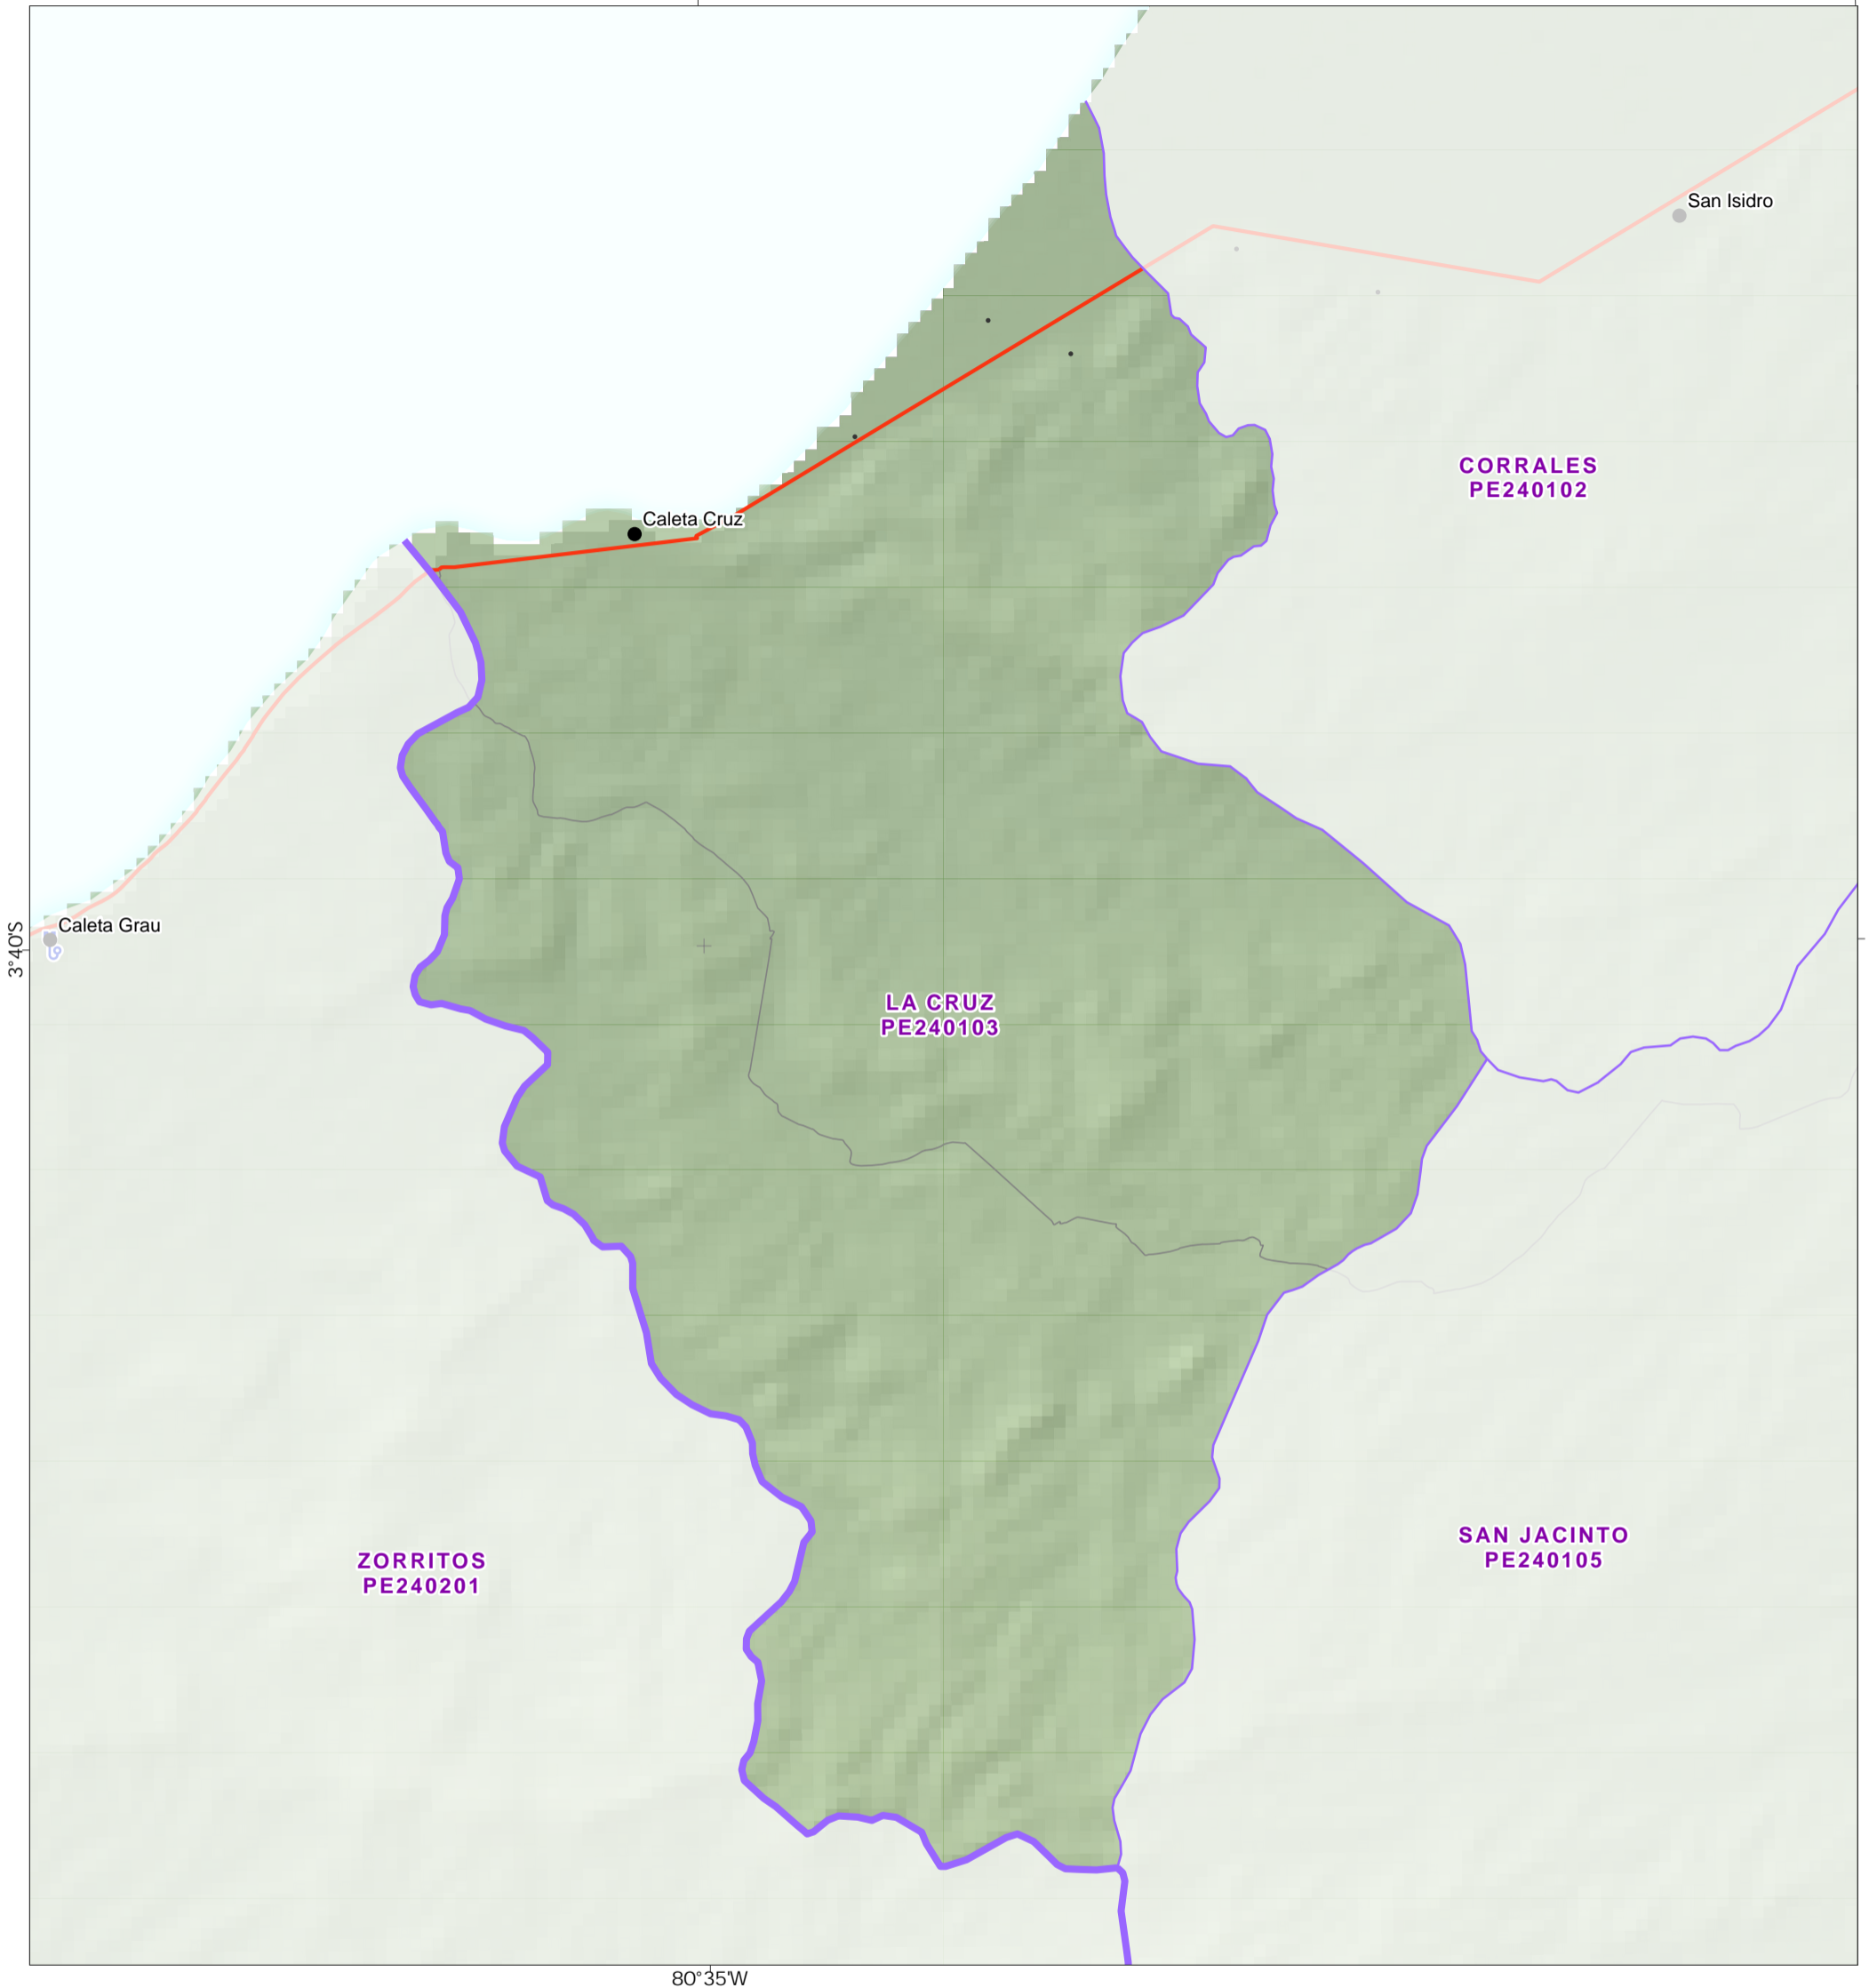 San Isidro
CORRALES
PE240102
Caleta Cruz
Caleta Grau
3°40'S
LA CRUZ
PE240103
SAN JACINTO
PE240105
ZORRITOS
PE240201
80°35'W